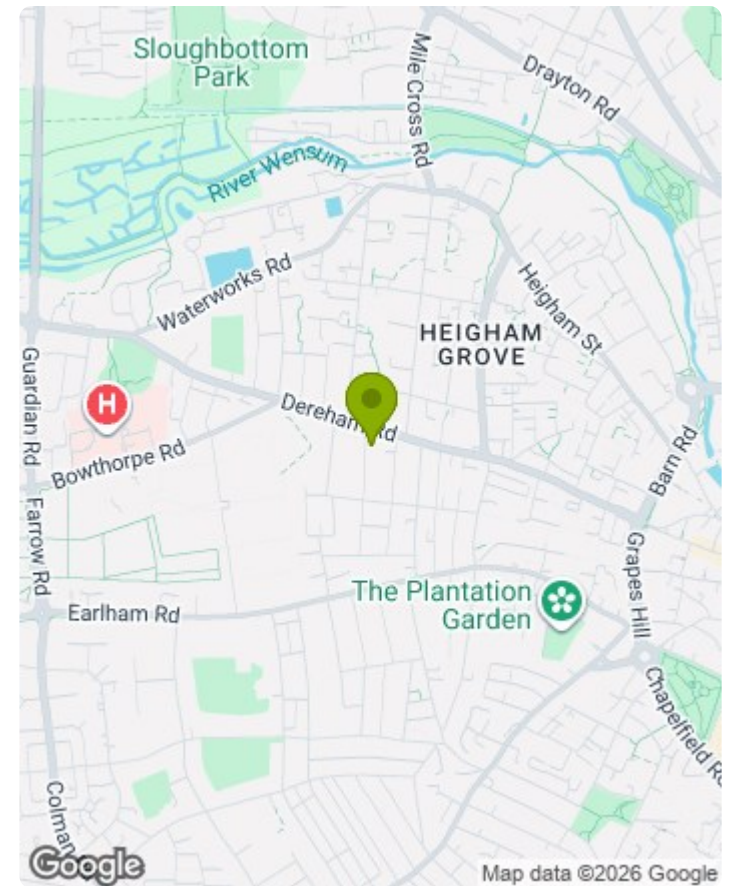 Sloughbottom
Park
Mile Cross Rd
Drayton Rd
River Wensum
Waterworks Rd
Heigham St
HEIGHAM
GROVE
Guardian Rd
H
Dereham Rd
Bowthorpe Rd
Barn Rd
Farrow Rd
Grapes Hill
The Plantation
Garden
Earlham Rd
Chapelfield R
Colman
Google
Map data ©2026 Google